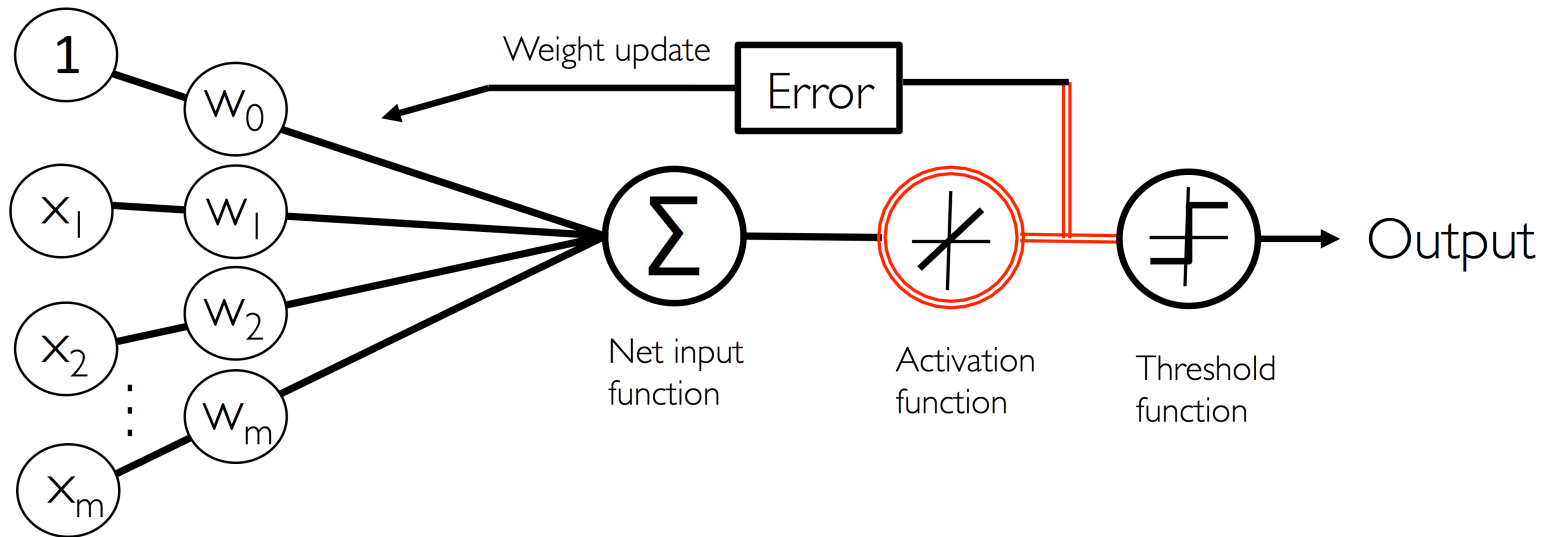 1
w0
Weight update
Error
x1
w1
Σ
Output
x2
w2
Net input
function
Activation
function
Threshold
function
wm
xm